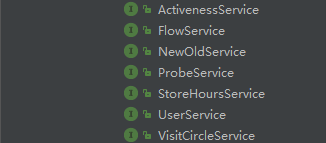 ActivenessService
FlowService
NewOldService
ProbeService
StoreHoursService
UserService
VisitCircleService